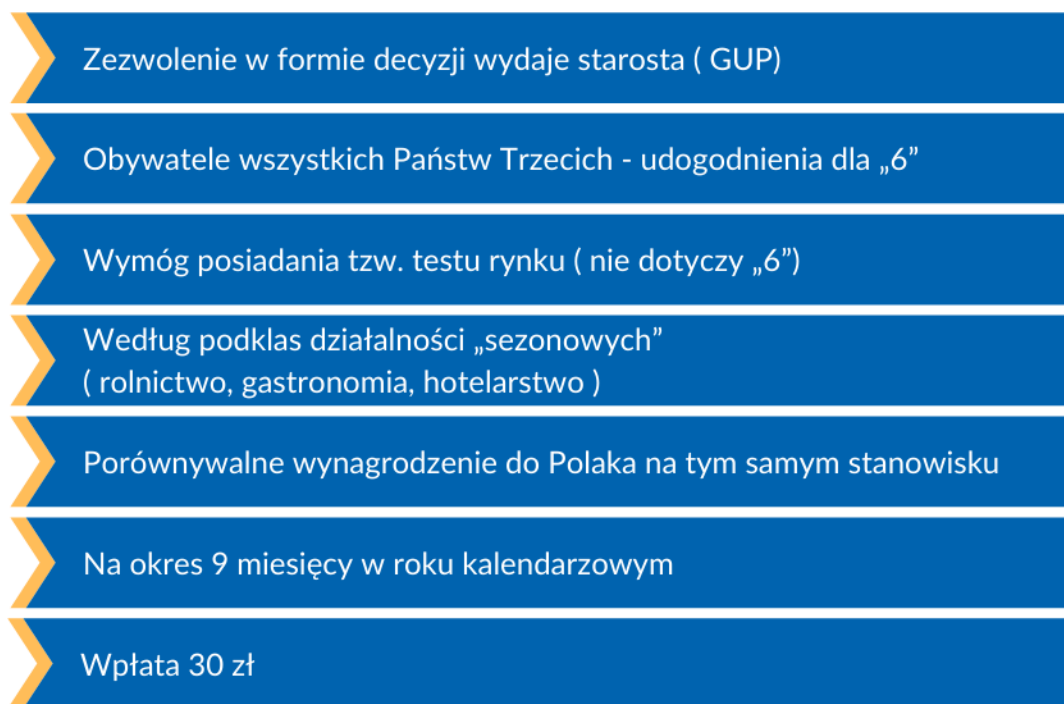 Zezwolenie w formie decyzji wydaje starosta ( GUP)
Obywatele wszystkich Państw Trzecich - udogodnienia dla „6”
Wymóg posiadania tzw. testu rynku ( nie dotyczy „6”)
Według podklas działalności „sezonowych”
( rolnictwo, gastronomia, hotelarstwo )
Porównywalne wynagrodzenie do Polaka na tym samym stanowisku
Na okres 9 miesięcy w roku kalendarzowym
Wpłata 30 zł